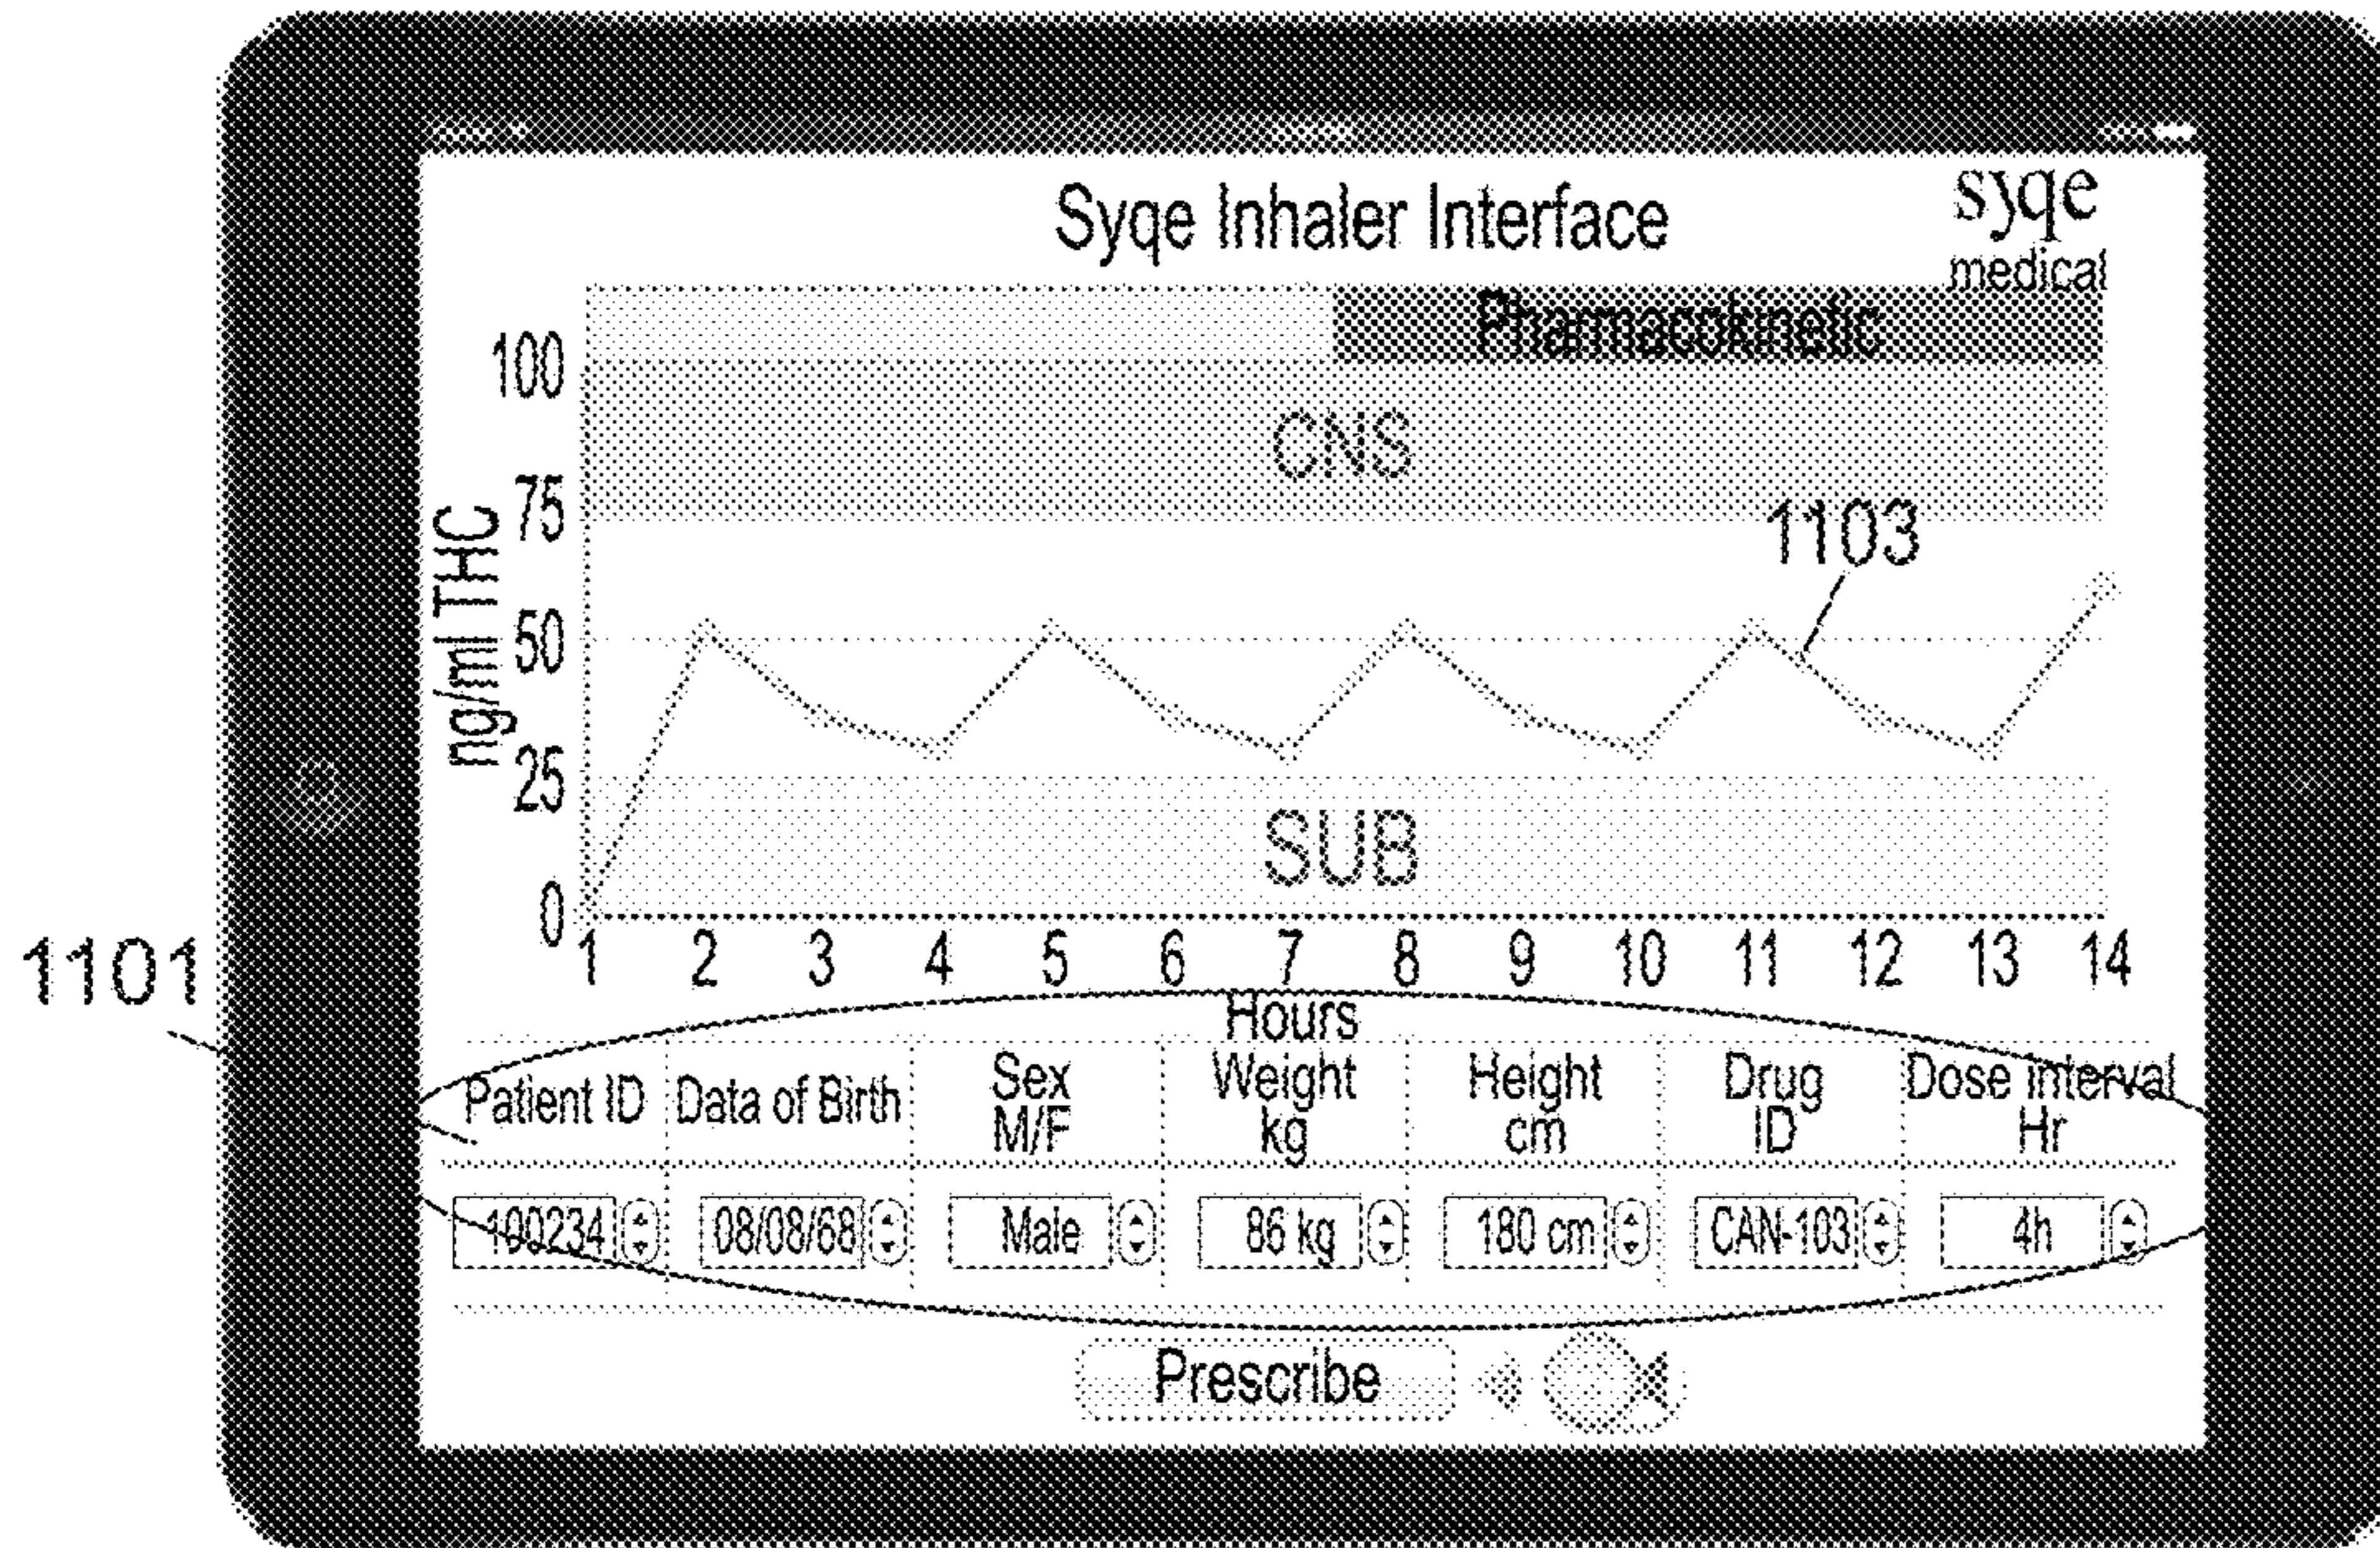 Syqe Inhaler Interface
syqe
medical
Pharmacokinetic
100
CNS
75
1103
ng/ml THC
50
25
SUB
0
1 2 3 4 5 6 7 8 9 10 11 12 13 14
1101
Hours
Patient ID Data of Birth Sex M/F Weight kg Height cm Drug ID Dose interval Hr
100234 08/08/68 Male 86 kg 180 cm CAN-103 4h
Prescribe